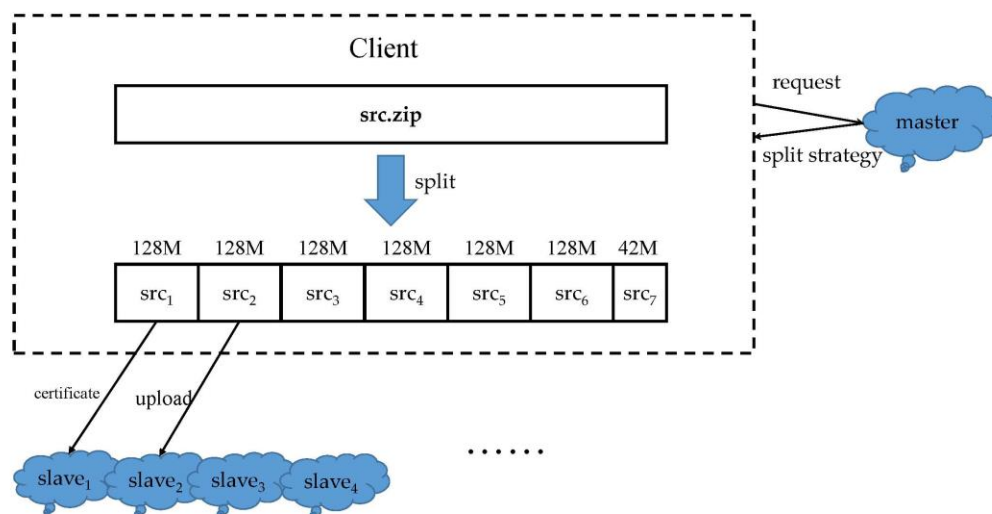 Client
request
src.zip
master
split strategy
split
128M 128M 128M 128M 128M 128M 42M
src₁ src₂ src₃ src₄ src₅ src₆ src₇
certificate
upload
......
slave₁ slave₂ slave₃ slave₄